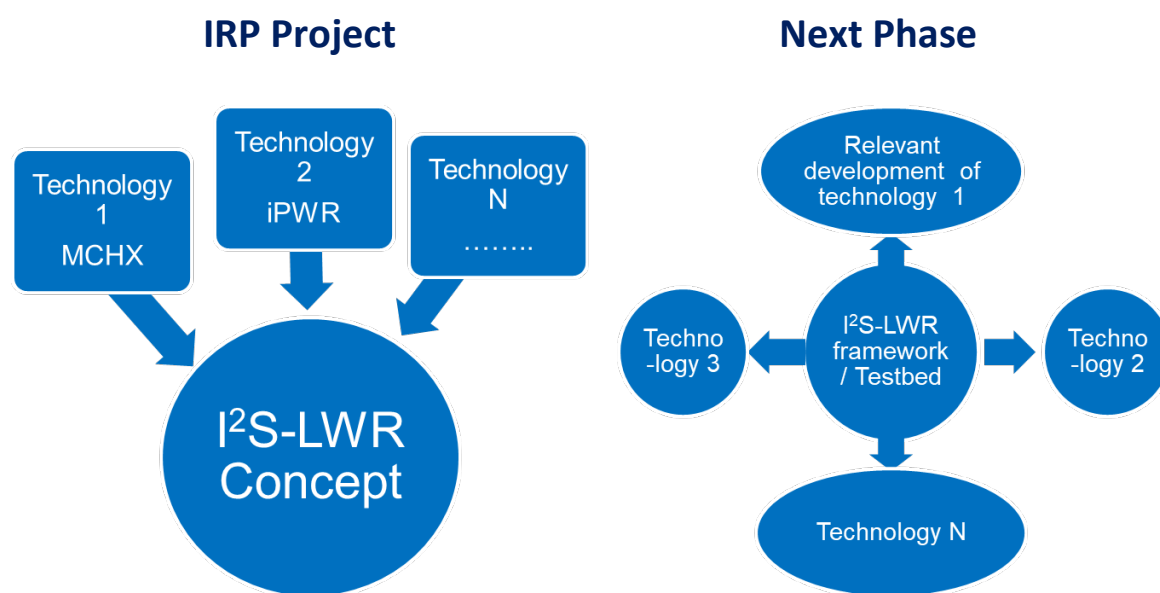 IRP Project
Technology
1
MCHX
Technology
2
iPWR
Technology
N
........
I²S-LWR
Concept
Next Phase
Relevant
development of
technology 1
Techno
-logy 3
I²S-LWR
framework
/ Testbed
Techno
-logy 2
Technology N